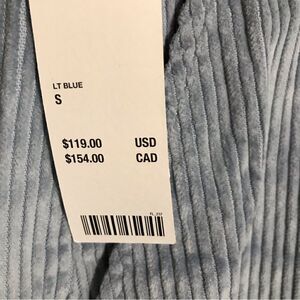 LT BLUE
S
$119.00 USD
$154.00 CAD